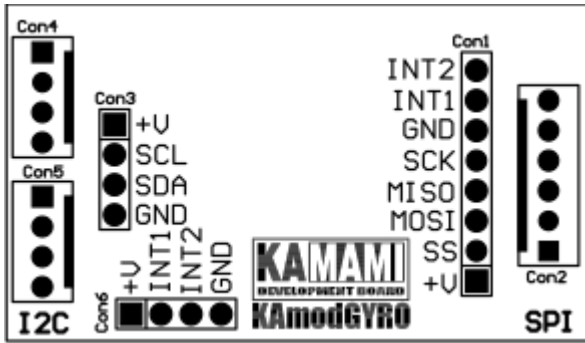 Con4
Con1
INT2
INT1
GND
SCK
MISO
MOSI
SS
+V
Con3
+V
SCL
SDA
GND
Con5
Con2
Con6
+V
INT1
INT2
GND
KAMAMI
DEVELOPMENT BOARD
KAmodGYRO
I2C
SPI